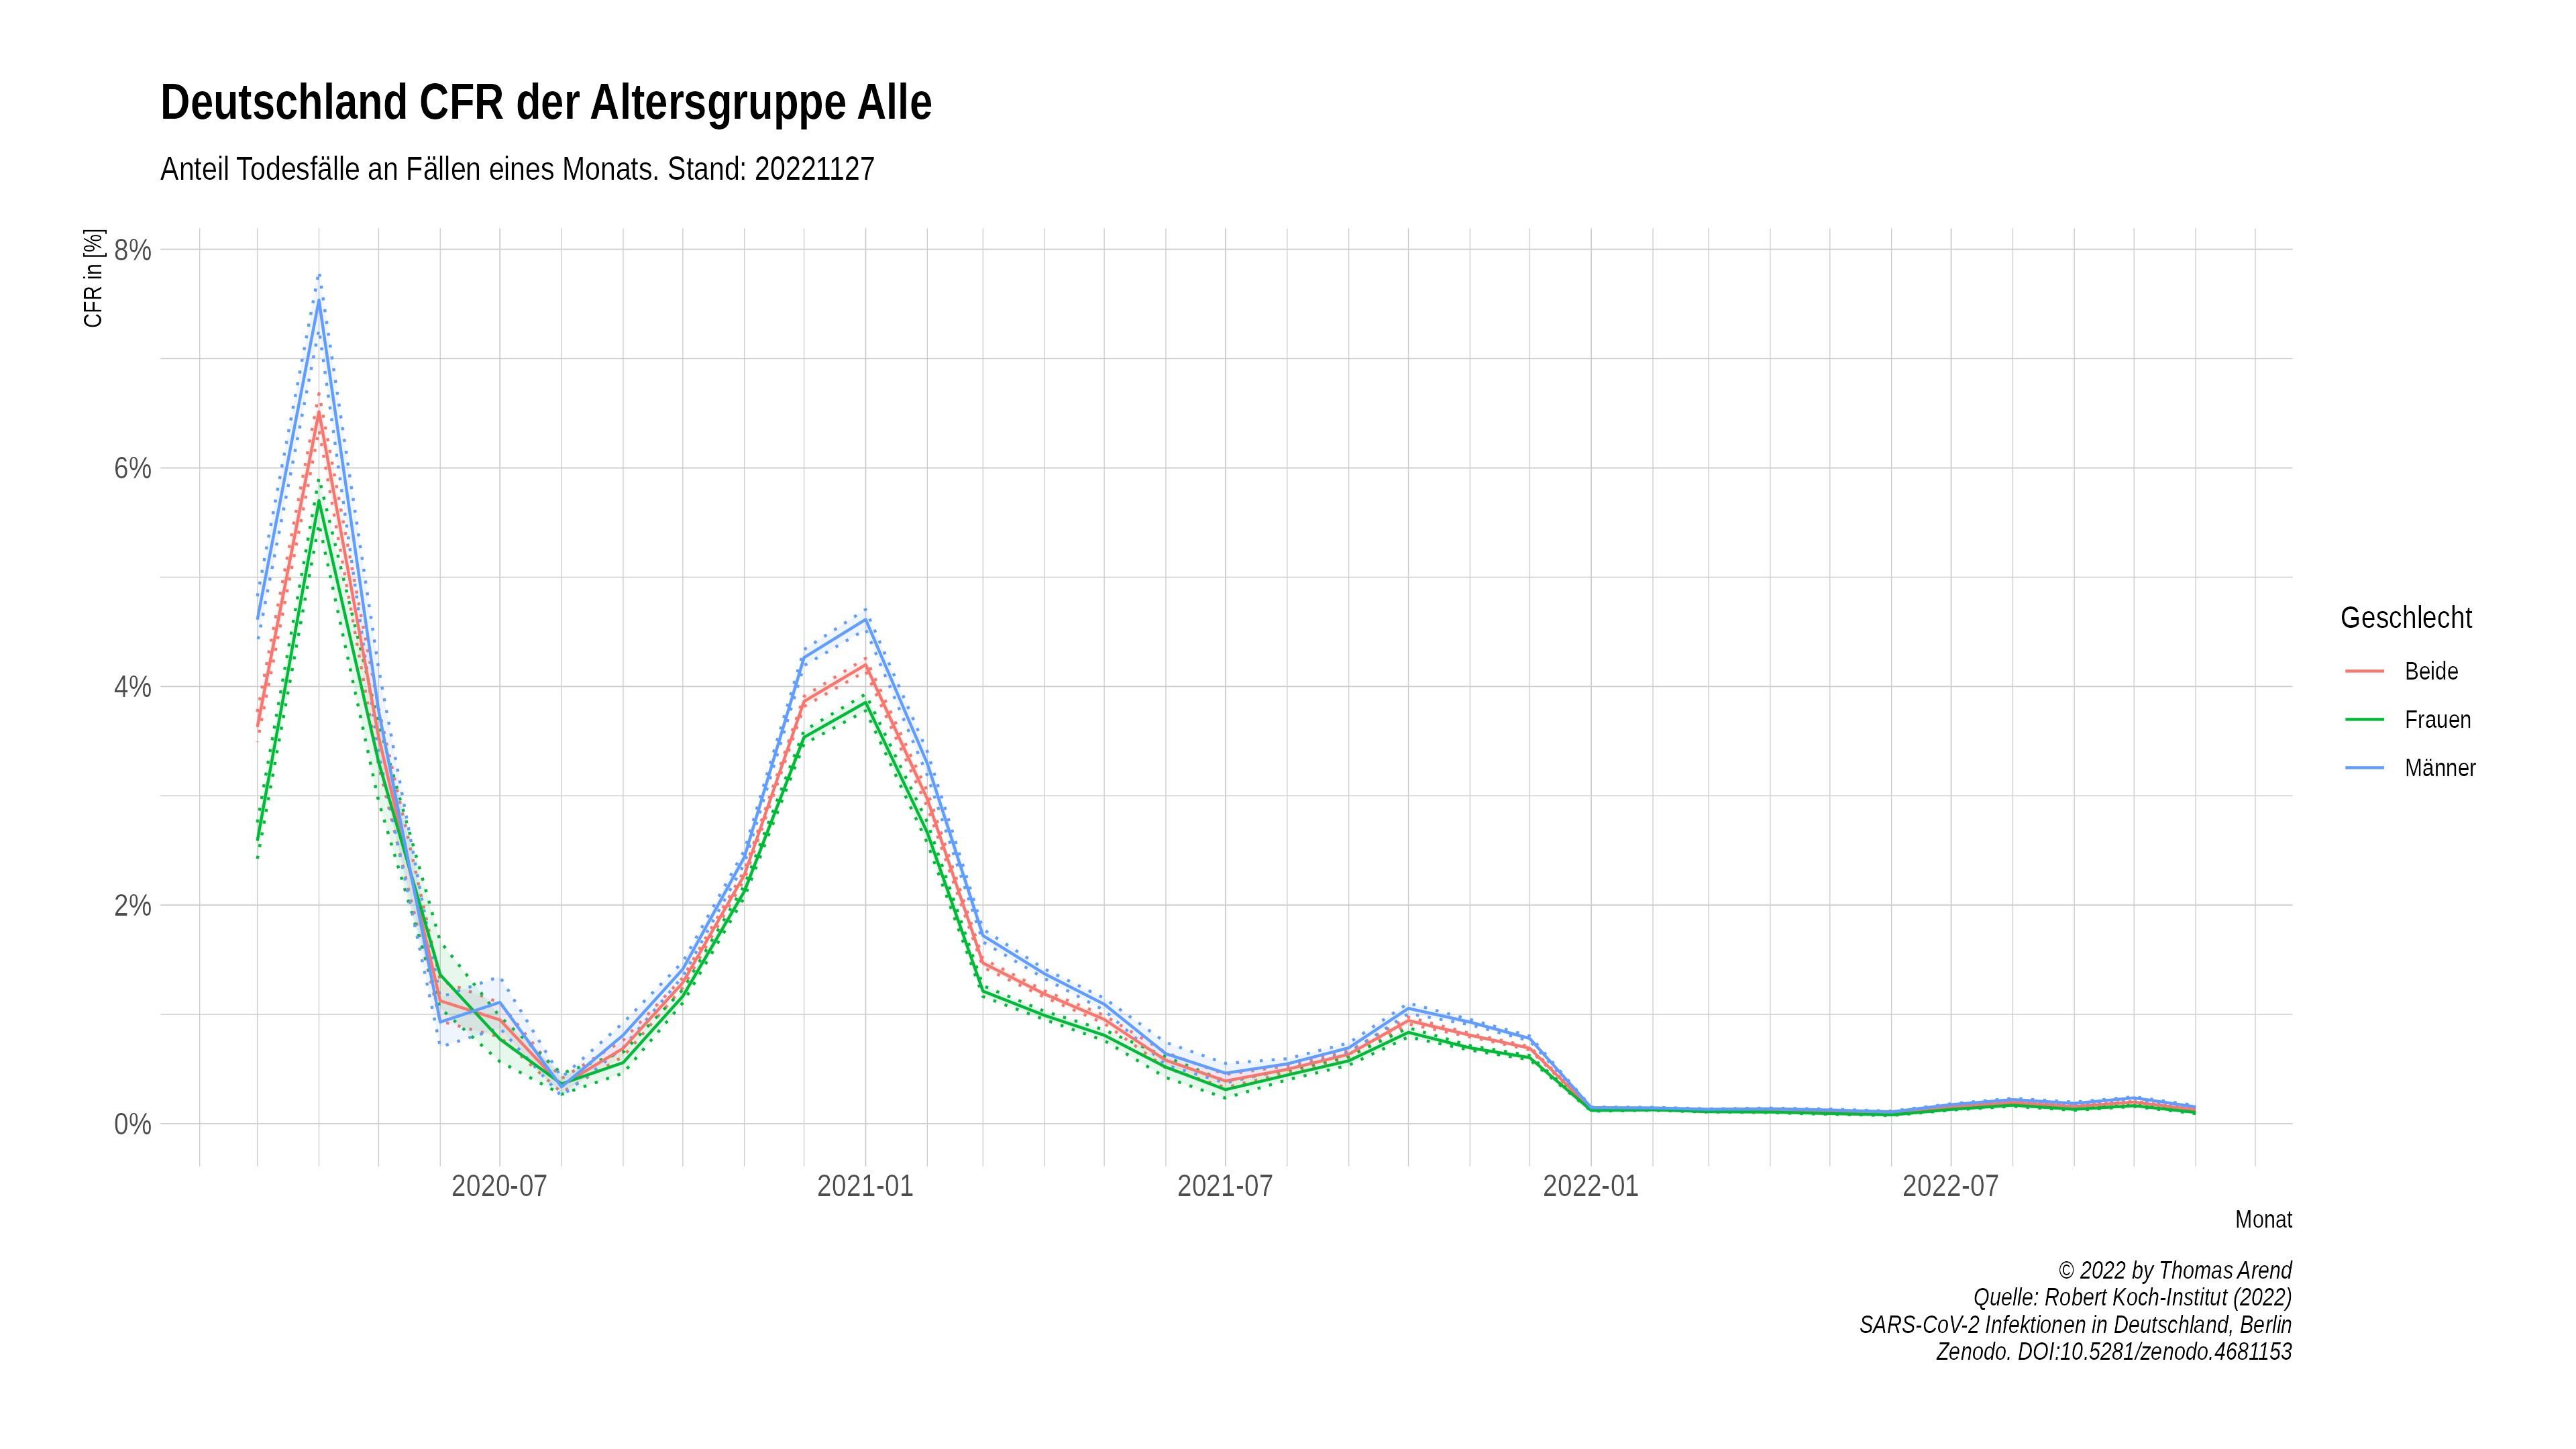 Deutschland CFR der Altersgruppe Alle
Anteil Todesfälle an Fällen eines Monats. Stand: 20221127
CFR in [%]
8%
6%
4%
2%
0%
2020-07
2021-01
2021-07
2022-01
2022-07
Monat
Geschlecht
Beide
Frauen
Männer
© 2022 by Thomas Arend
Quelle: Robert Koch-Institut (2022)
SARS-CoV-2 Infektionen in Deutschland, Berlin
Zenodo. DOI:10.5281/zenodo.4681153